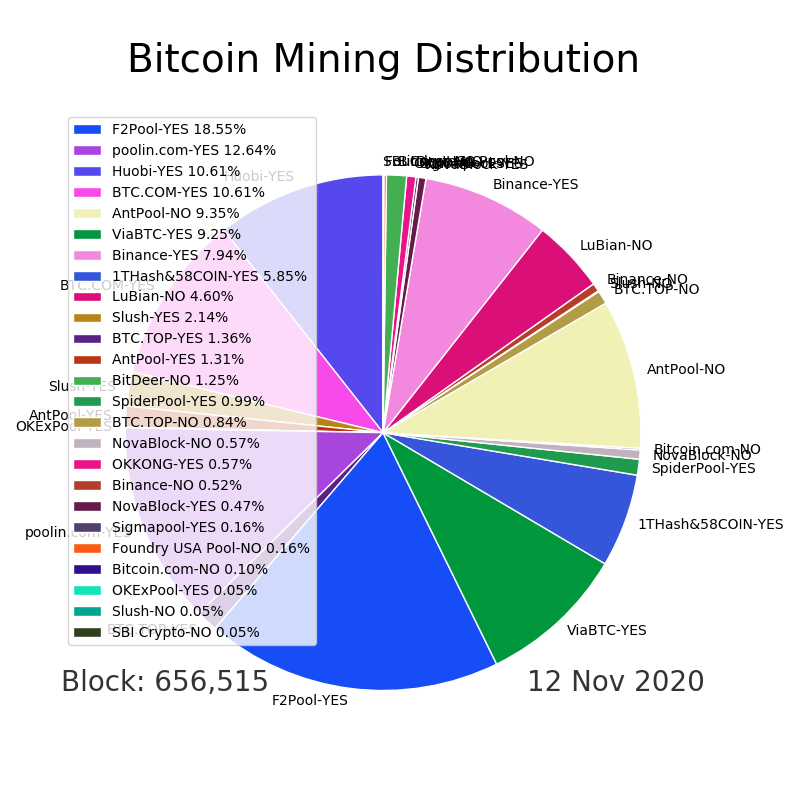 Bitcoin Mining Distribution
F2Pool-YES 18.55%
poolin.com-YES 12.64%
Huobi-YES 10.61%
BTC.COM-YES 10.61%
AntPool-NO 9.35%
ViaBTC-YES 9.25%
Binance-YES 7.94%
1THash&58COIN-YES 5.85%
LuBian-NO 4.60%
Slush-YES 2.14%
BTC.TOP-YES 1.36%
AntPool-YES 1.31%
BitDeer-NO 1.25%
SpiderPool-YES 0.99%
BTC.TOP-NO 0.84%
NovaBlock-NO 0.57%
OKKONG-YES 0.57%
Binance-NO 0.52%
NovaBlock-YES 0.47%
Sigmapool-YES 0.16%
Foundry USA Pool-NO 0.16%
Bitcoin.com-NO 0.10%
OKExPool-YES 0.05%
Slush-NO 0.05%
SBI Crypto-NO 0.05%
Huobi-YES
BTC.COM-YES
Slush-YES
AntPool-YES
OKExPool-YES
poolin.com-YES
BTC.TOP-YES
F2Pool-YES
ViaBTC-YES
1THash&58COIN-YES
SpiderPool-YES
NovaBlock-NO
Bitcoin.com-NO
AntPool-NO
BTC.TOP-NO
Slush-NO
Binance-NO
LuBian-NO
Binance-YES
Block: 656,515
12 Nov 2020